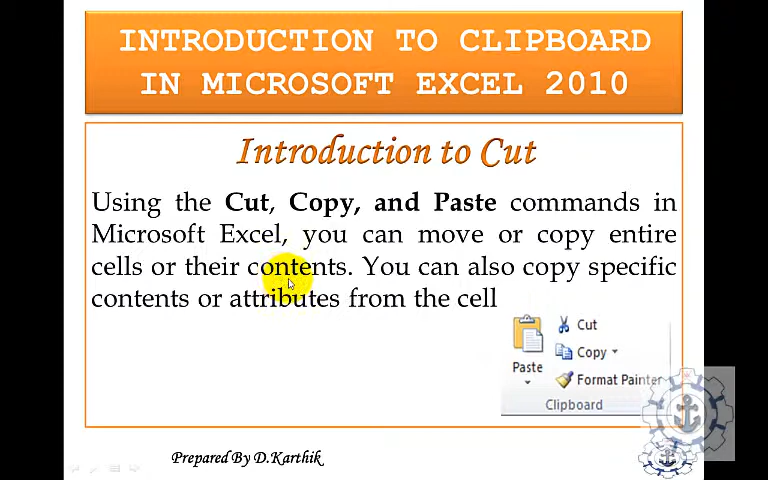 INTRODUCTION TO CLIPBOARD
IN MICROSOFT EXCEL 2010
Introduction to Cut
Using the Cut, Copy, and Paste commands in
Microsoft Excel, you can move or copy entire
cells or their contents. You can also copy specific
contents or attributes from the cell
Cut
Copy
Paste
Format Painter
Clipboard
Prepared By D.Karthik